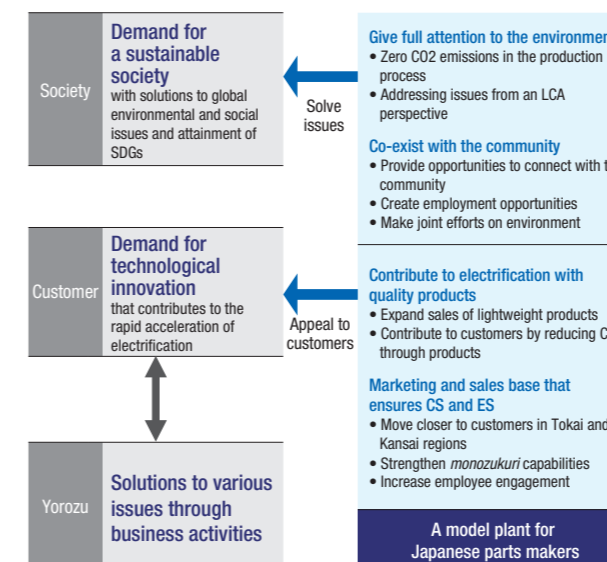 Society
Demand for
a sustainable
society
with solutions to global
environmental and social
issues and attainment of
SDGs
Solve
issues
Give full attention to the
• Zero CO2 emissions in the production
process
• Addressing issues from an LCA
perspective
Co-exist with the community
• Provide opportunities to connect with
community
• Create employment opportunities
• Make joint efforts on environment
Customer
Demand for
technological
innovation
that contributes to the
rapid acceleration of
electrification
Appeal to
customers
Contribute to electrification with
quality products
• Expand sales of lightweight products
• Contribute to customers by reducing
through products
Marketing and sales base that
ensures CS and ES
• Move closer to customers in Tokai and
Kansai regions
• Strengthen monozukuri capabilities
• Increase employee engagement
Yorozu
Solutions to various
issues through
business activities
A model plant for
Japanese parts makers